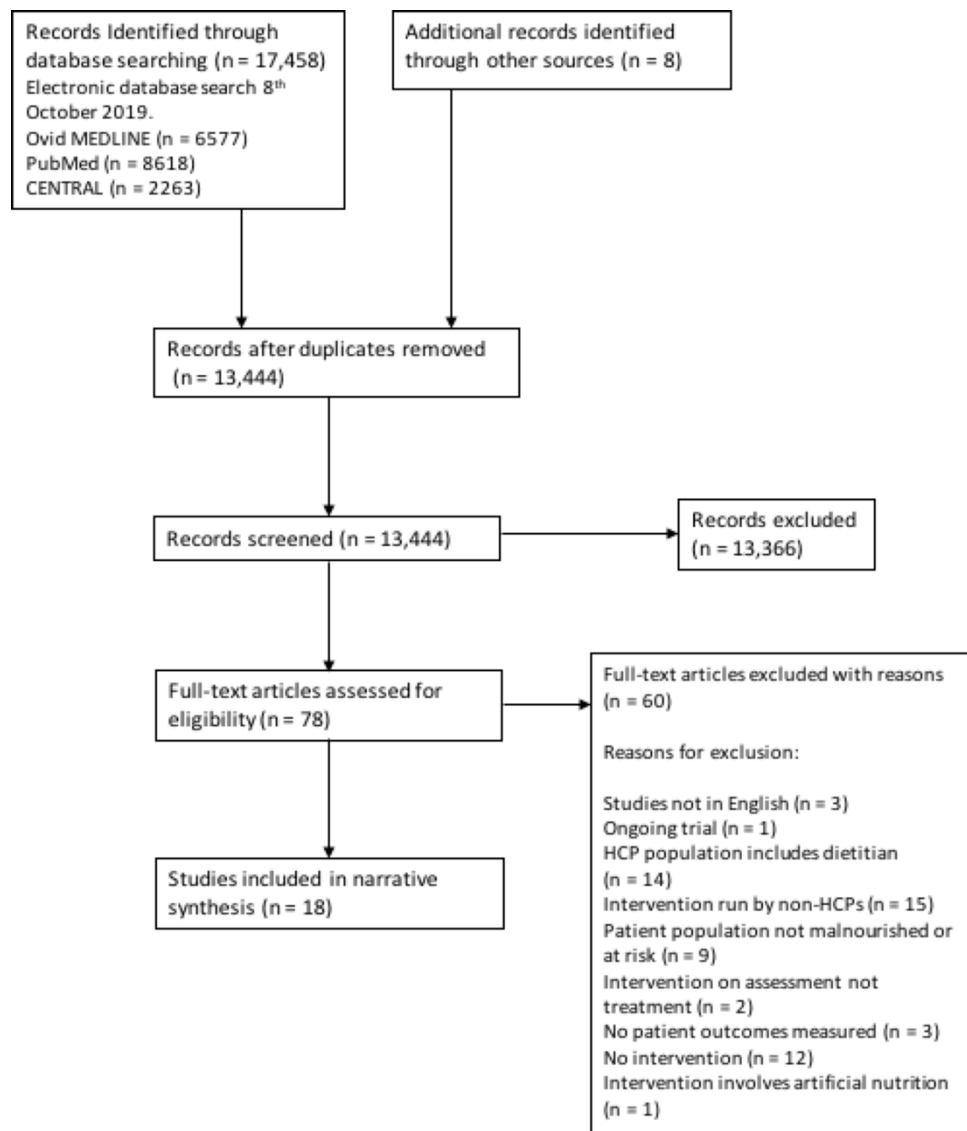 Records Identified through
database searching (n = 17,458)
Electronic database search 8th
October 2019.
Ovid MEDLINE (n = 6577)
PubMed (n = 8618)
CENTRAL (n = 2263)
Additional records identified
through other sources (n = 8)
Records after duplicates removed
(n = 13,444)
Records screened (n = 13,444)
Records excluded
(n = 13,366)
Full-text articles assessed for
eligibility (n = 78)
Full-text articles excluded with reasons
(n = 60)
Reasons for exclusion:
Studies not in English (n = 3)
Ongoing trial (n = 1)
HCP population includes dietitian
(n = 14)
Intervention run by non-HCPs (n = 15)
Patient population not malnourished or
at risk (n = 9)
Intervention on assessment not
treatment (n = 2)
No patient outcomes measured (n = 3)
No intervention (n = 12)
Intervention involves artificial nutrition
(n = 1)
Studies included in narrative
synthesis (n = 18)